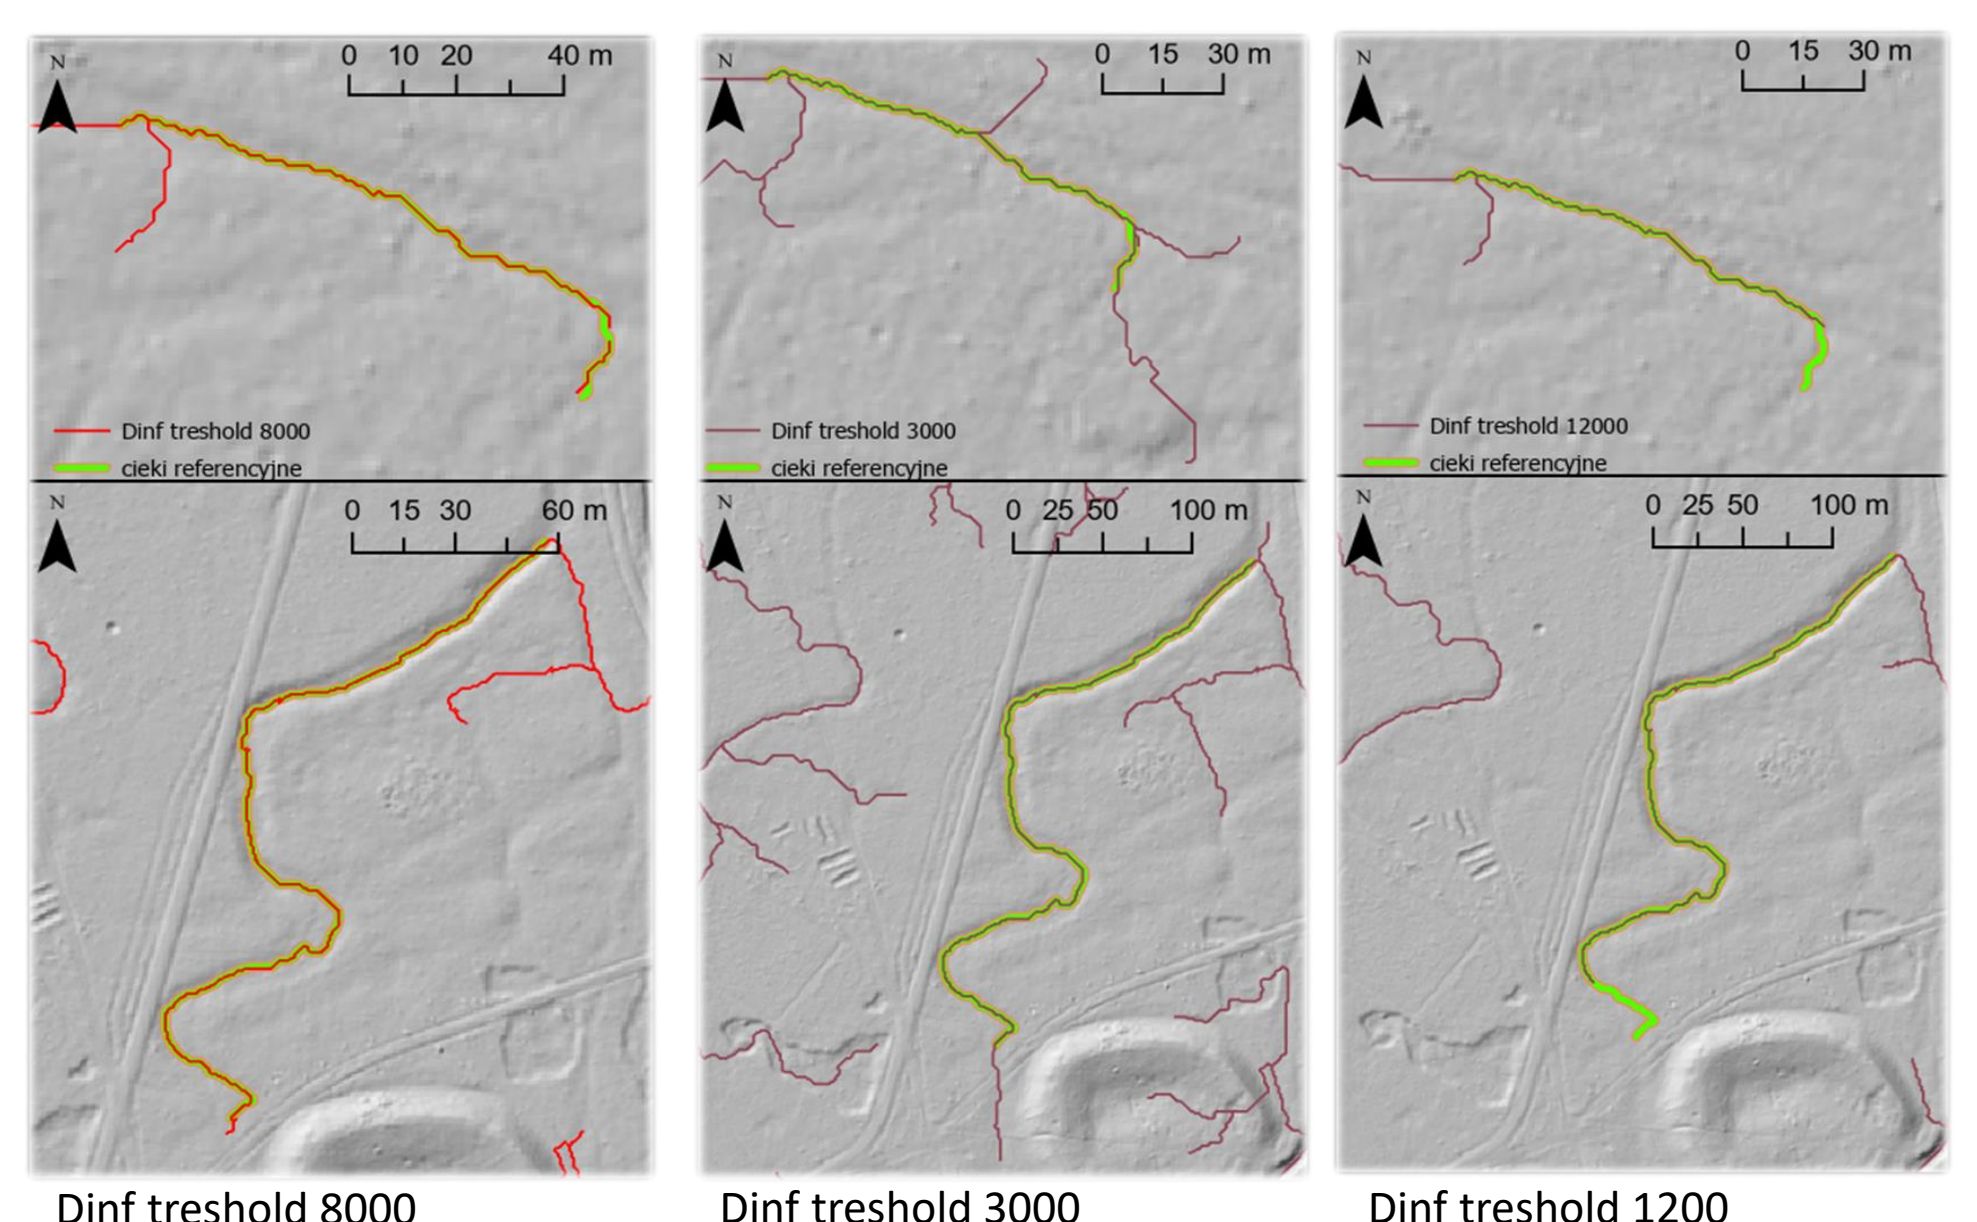 N
0 10 20 40 m
Dinf treshold 8000
cieki referencyjne
N
0 15 30 60 m
Dinf treshold 8000
N
0 15 30 m
Dinf treshold 3000
cieki referencyjne
N
0 25 50 100 m
Dinf treshold 3000
N
0 15 30 m
Dinf treshold 12000
cieki referencyjne
N
0 25 50 100 m
Dinf treshold 1200